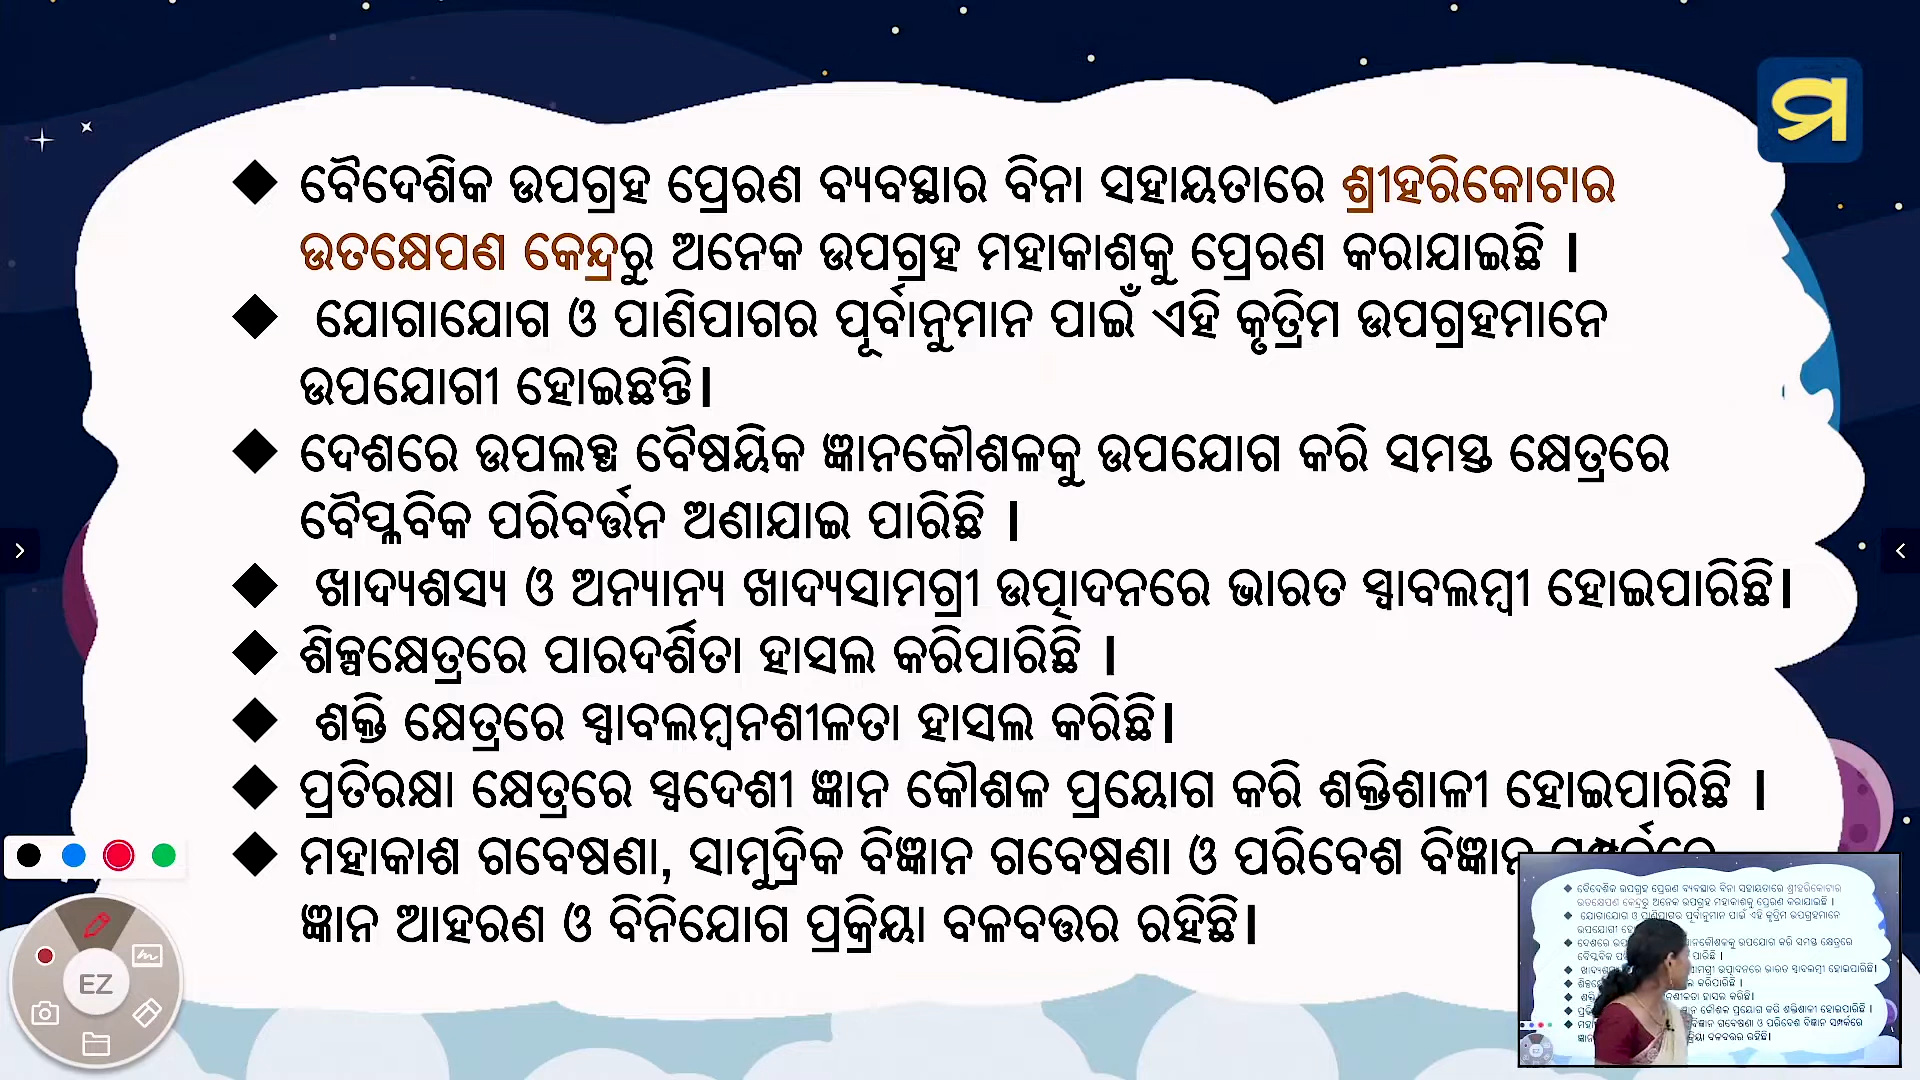 ମ
◆ ବୈଦେଶିକ ଉପଗ୍ରହ ପ୍ରେରଣ ବ୍ୟବସ୍ଥାର ବିନା ସହାୟତାରେ ଶ୍ରୀହରିକୋଟାର
ଉତକ୍ଷେପଣ କେନ୍ଦ୍ରରୁ ଅନେକ ଉପଗ୍ରହ ମହାକାଶକୁ ପ୍ରେରଣ କରାଯାଇଛି ।
◆ ଯୋଗାଯୋଗ ଓ ପାଣିପାଗର ପୂର୍ବାନୁମାନ ପାଇଁ ଏହି କୃତ୍ରିମ ଉପଗ୍ରହମାନେ
ଉପଯୋଗୀ ହୋଇଛନ୍ତି।
◆ ଦେଶରେ ଉପଲବ୍ଧ ବୈଷୟିକ ଜ୍ଞାନକୌଶଳକୁ ଉପଯୋଗ କରି ସମସ୍ତ କ୍ଷେତ୍ରରେ
ବୈପ୍ଳବିକ ପରିବର୍ତ୍ତନ ଅଣାଯାଇ ପାରିଛି ।
◆ ଖାଦ୍ୟଶସ୍ୟ ଓ ଅନ୍ୟାନ୍ୟ ଖାଦ୍ୟସାମଗ୍ରୀ ଉତ୍ପାଦନରେ ଭାରତ ସ୍ୱାବଲମ୍ବୀ ହୋଇପାରିଛି।
◆ ଶିଳ୍ପକ୍ଷେତ୍ରରେ ପାରଦର୍ଶିତା ହାସଲ କରିପାରିଛି ।
◆ ଶକ୍ତି କ୍ଷେତ୍ରରେ ସ୍ୱାବଲମ୍ବନଶୀଳତା ହାସଲ କରିଛି।
◆ ପ୍ରତିରକ୍ଷା କ୍ଷେତ୍ରରେ ସ୍ୱଦେଶୀ ଜ୍ଞାନ କୌଶଳ ପ୍ରୟୋଗ କରି ଶକ୍ତିଶାଳୀ ହୋଇପାରିଛି ।
◆ ମହାକାଶ ଗବେଷଣା, ସାମୁଦ୍ରିକ ବିଜ୍ଞାନ ଗବେଷଣା ଓ ପରିବେଶ ବିଜ୍ଞାନ ସମ୍ପର୍କରେ
ଜ୍ଞାନ ଆହରଣ ଓ ବିନିଯୋଗ ପ୍ରକ୍ରିୟା ବଳବତ୍ତର ରହିଛି।
EZ